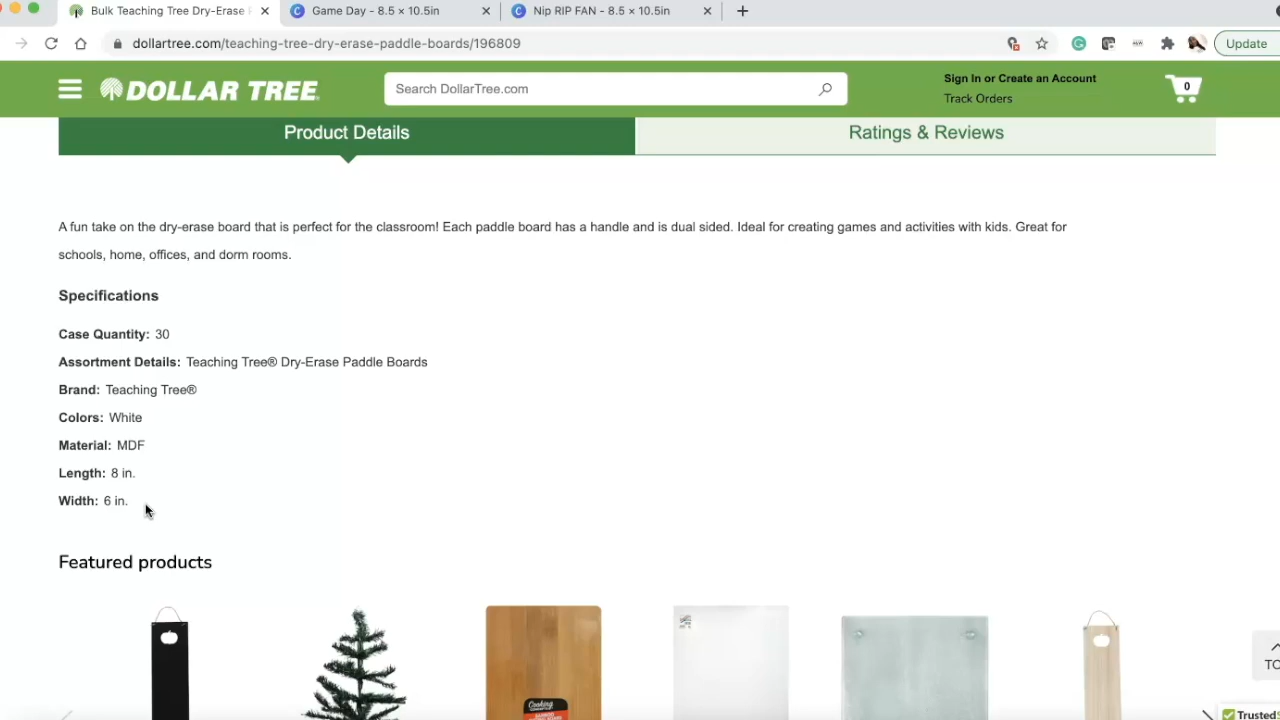 Bulk Teaching Tree Dry-Erase
Game Day - 8.5 × 10.5in
Nip RIP FAN - 8.5 × 10.5in
dollartree.com/teaching-tree-dry-erase-paddle-boards/196809
Update
DOLLAR TREE
Search DollarTree.com
Sign In or Create an Account
Track Orders
0
Product Details
Ratings & Reviews
A fun take on the dry-erase board that is perfect for the classroom! Each paddle board has a handle and is dual sided. Ideal for creating games and activities with kids. Great for
schools, home, offices, and dorm rooms.
Specifications
Case Quantity: 30
Assortment Details: Teaching Tree® Dry-Erase Paddle Boards
Brand: Teaching Tree®
Colors: White
Material: MDF
Length: 8 in.
Width: 6 in.
Featured products
Cooking
TO
Trusted